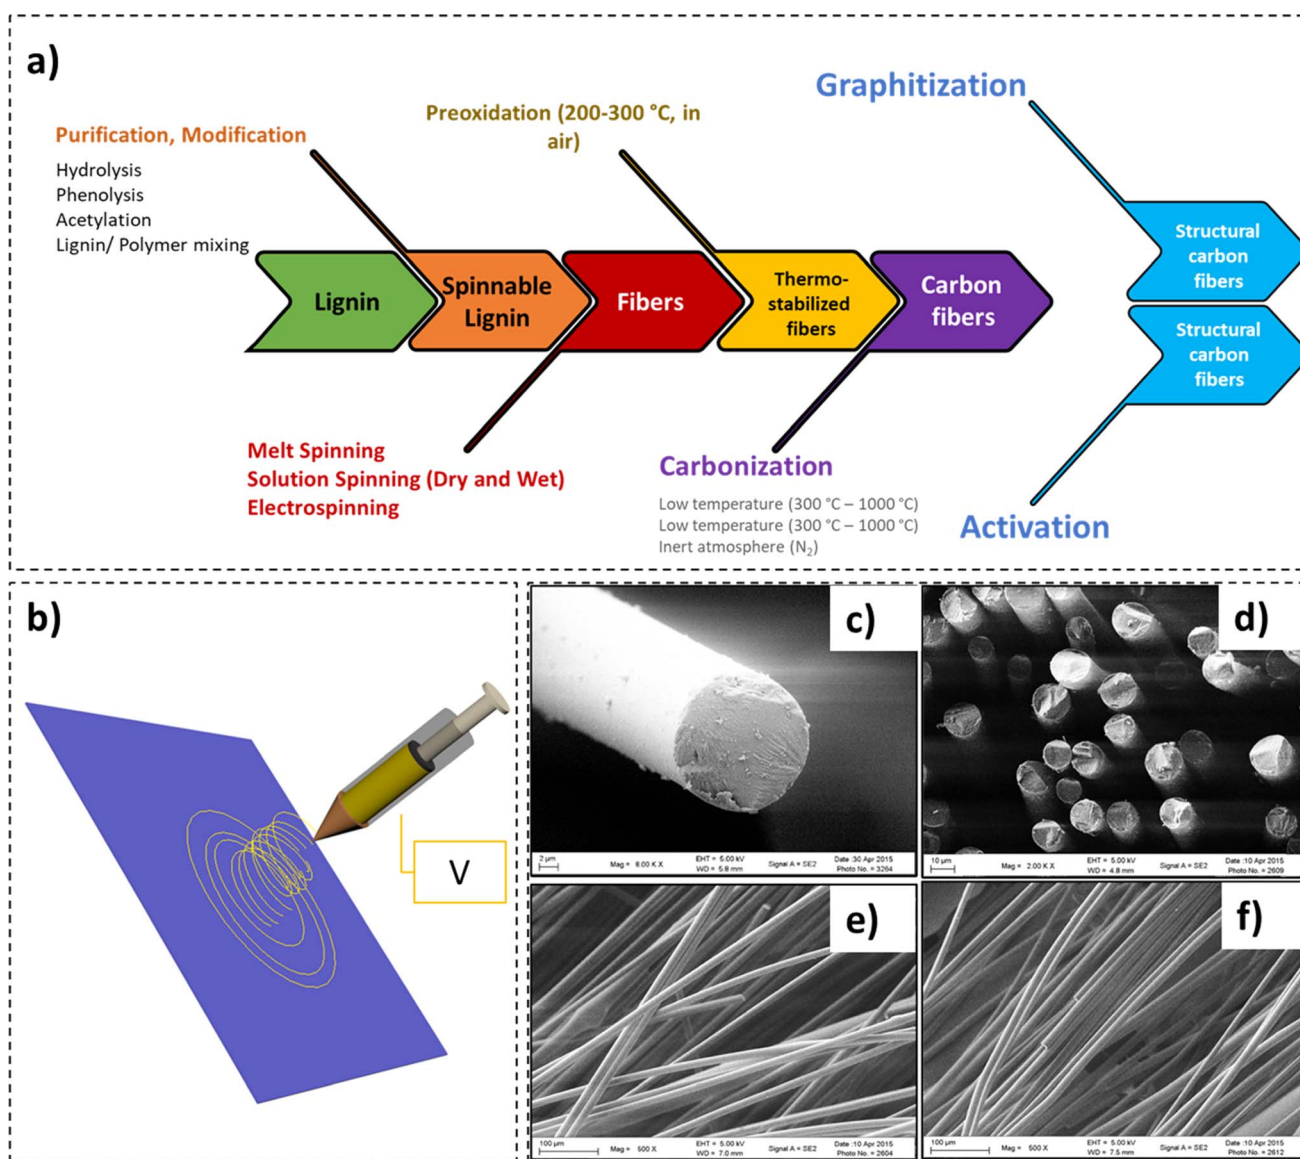 a)
Purification, Modification
Hydrolysis
Phenolysis
Acetylation
Lignin/ Polymer mixing
Preoxidation (200-300 °C, in
air)
Graphitization
Lignin
Spinnable
Lignin
Fibers
Thermo-
stabilized
fibers
Carbon
fibers
Structural
carbon
fibers
Structural
carbon
fibers
Melt Spinning
Solution Spinning (Dry and Wet)
Electrospinning
Carbonization
Low temperature (300 °C – 1000 °C)
Low temperature (300 °C – 1000 °C)
Inert atmosphere (N₂)
Activation
b)
V
c)
2 µm
Mag = 8.00 K X
EHT = 5.00 kV
WD = 5.8 mm
Signal A = SE2
Date :30 Apr 2015
Photo No. = 3264
d)
10 µm
Mag = 2.00 K X
EHT = 5.00 kV
WD = 4.8 mm
Signal A = SE2
Date :10 Apr 2015
Photo No. = 2609
e)
100 µm
Mag = 500 X
EHT = 5.00 kV
WD = 7.0 mm
Signal A = SE2
Date :10 Apr 2015
Photo No. = 2604
f)
100 µm
Mag = 500 X
EHT = 5.00 kV
WD = 7.5 mm
Signal A = SE2
Date :10 Apr 2015
Photo No. = 2612